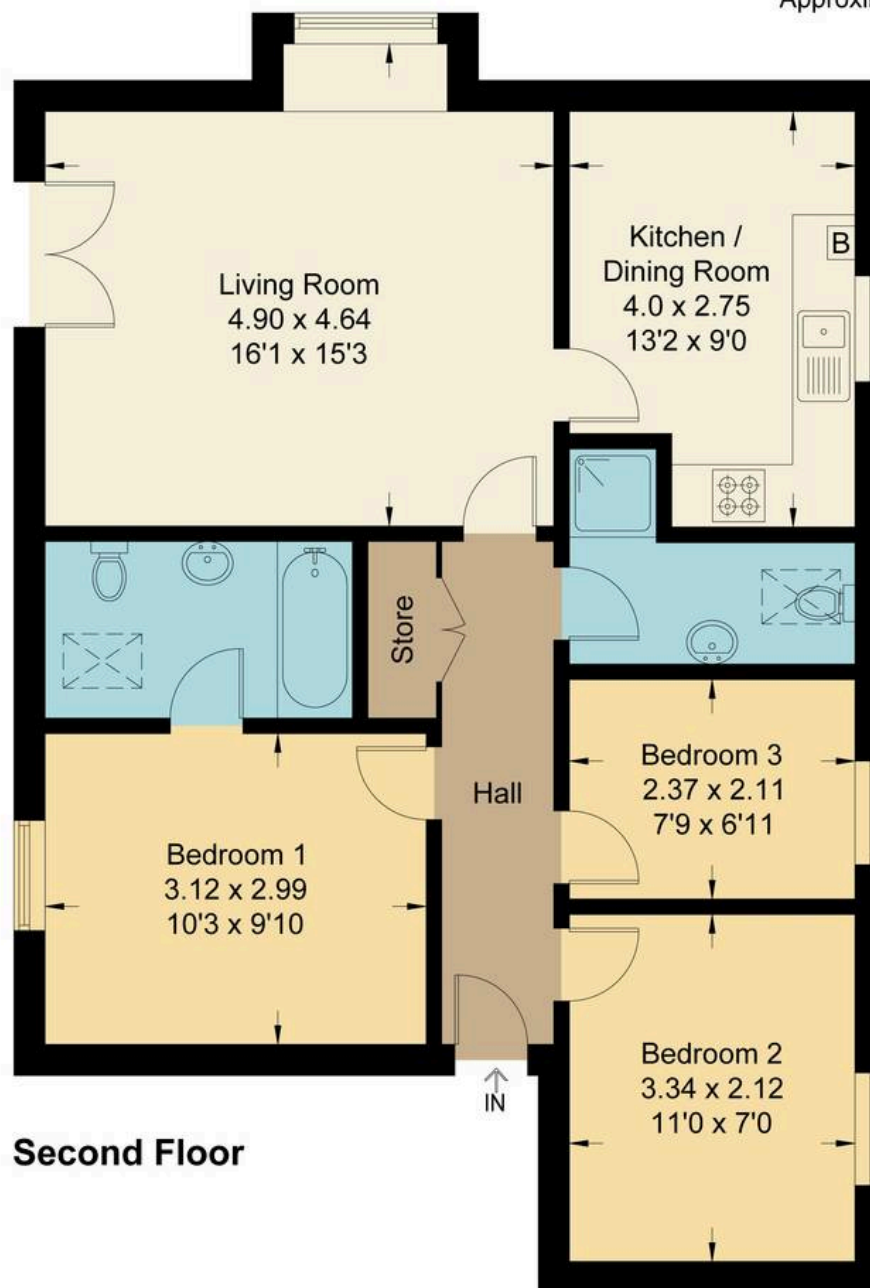 Living Room
4.90 x 4.64
16'1 x 15'3
Kitchen /
Dining Room
4.0 x 2.75
13'2 x 9'0
B
Store
Hall
Bedroom 3
2.37 x 2.11
7'9 x 6'11
Bedroom 1
3.12 x 2.99
10'3 x 9'10
Bedroom 2
3.34 x 2.12
11'0 x 7'0
IN
Second Floor